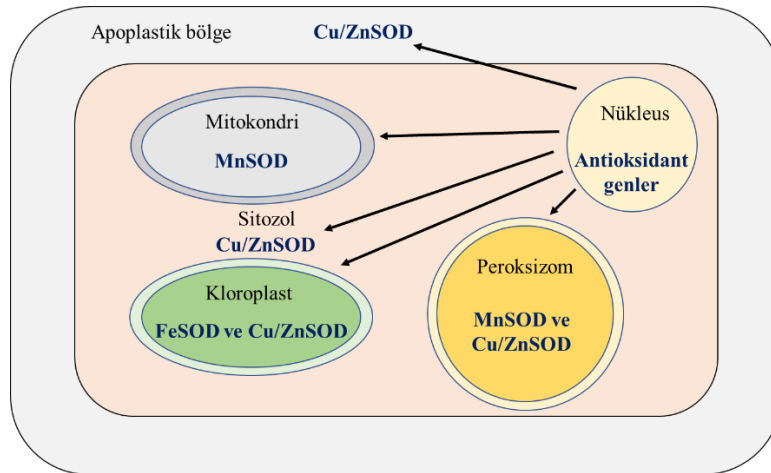 Apoplastik bölge
Cu/ZnSOD
Nükleus
Antioksidant
genler
Mitokondri
MnSOD
Sitozol
Cu/ZnSOD
Kloroplast
FeSOD ve Cu/ZnSOD
Peroksizom
MnSOD ve
Cu/ZnSOD